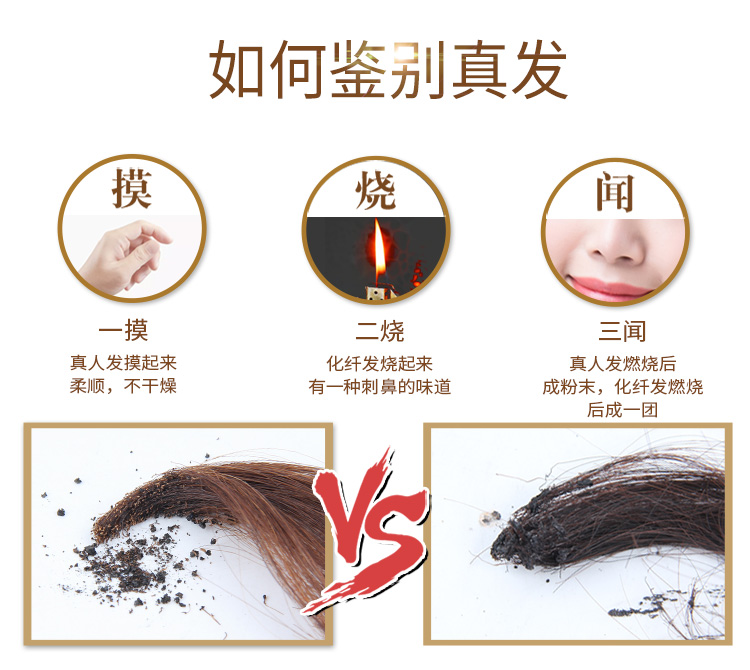 如何鉴别真发
摸
烧
闻
一摸
二烧
三闻
真人发摸起来
柔顺，不干燥
化纤发烧起来
有一种刺鼻的味道
真人发燃烧后
成粉末，化纤发燃烧
后成一团
VS